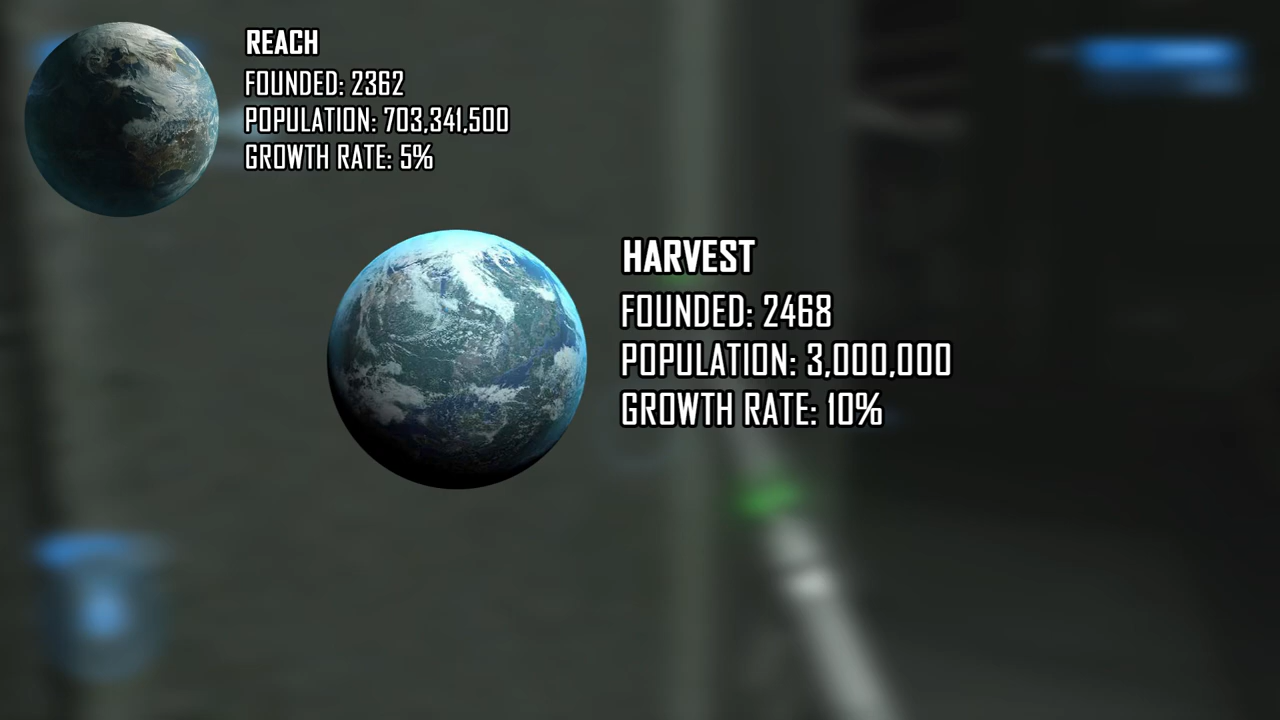 REACH
FOUNDED: 2362
POPULATION: 703,341,500
GROWTH RATE: 5%
HARVEST
FOUNDED: 2468
POPULATION: 3,000,000
GROWTH RATE: 10%